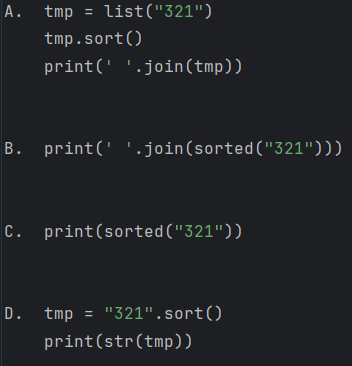 A. tmp = list("321")
tmp.sort()
print(' '.join(tmp))
B. print(' '.join(sorted("321")))
C. print(sorted("321"))
D. tmp = "321".sort()
print(str(tmp))